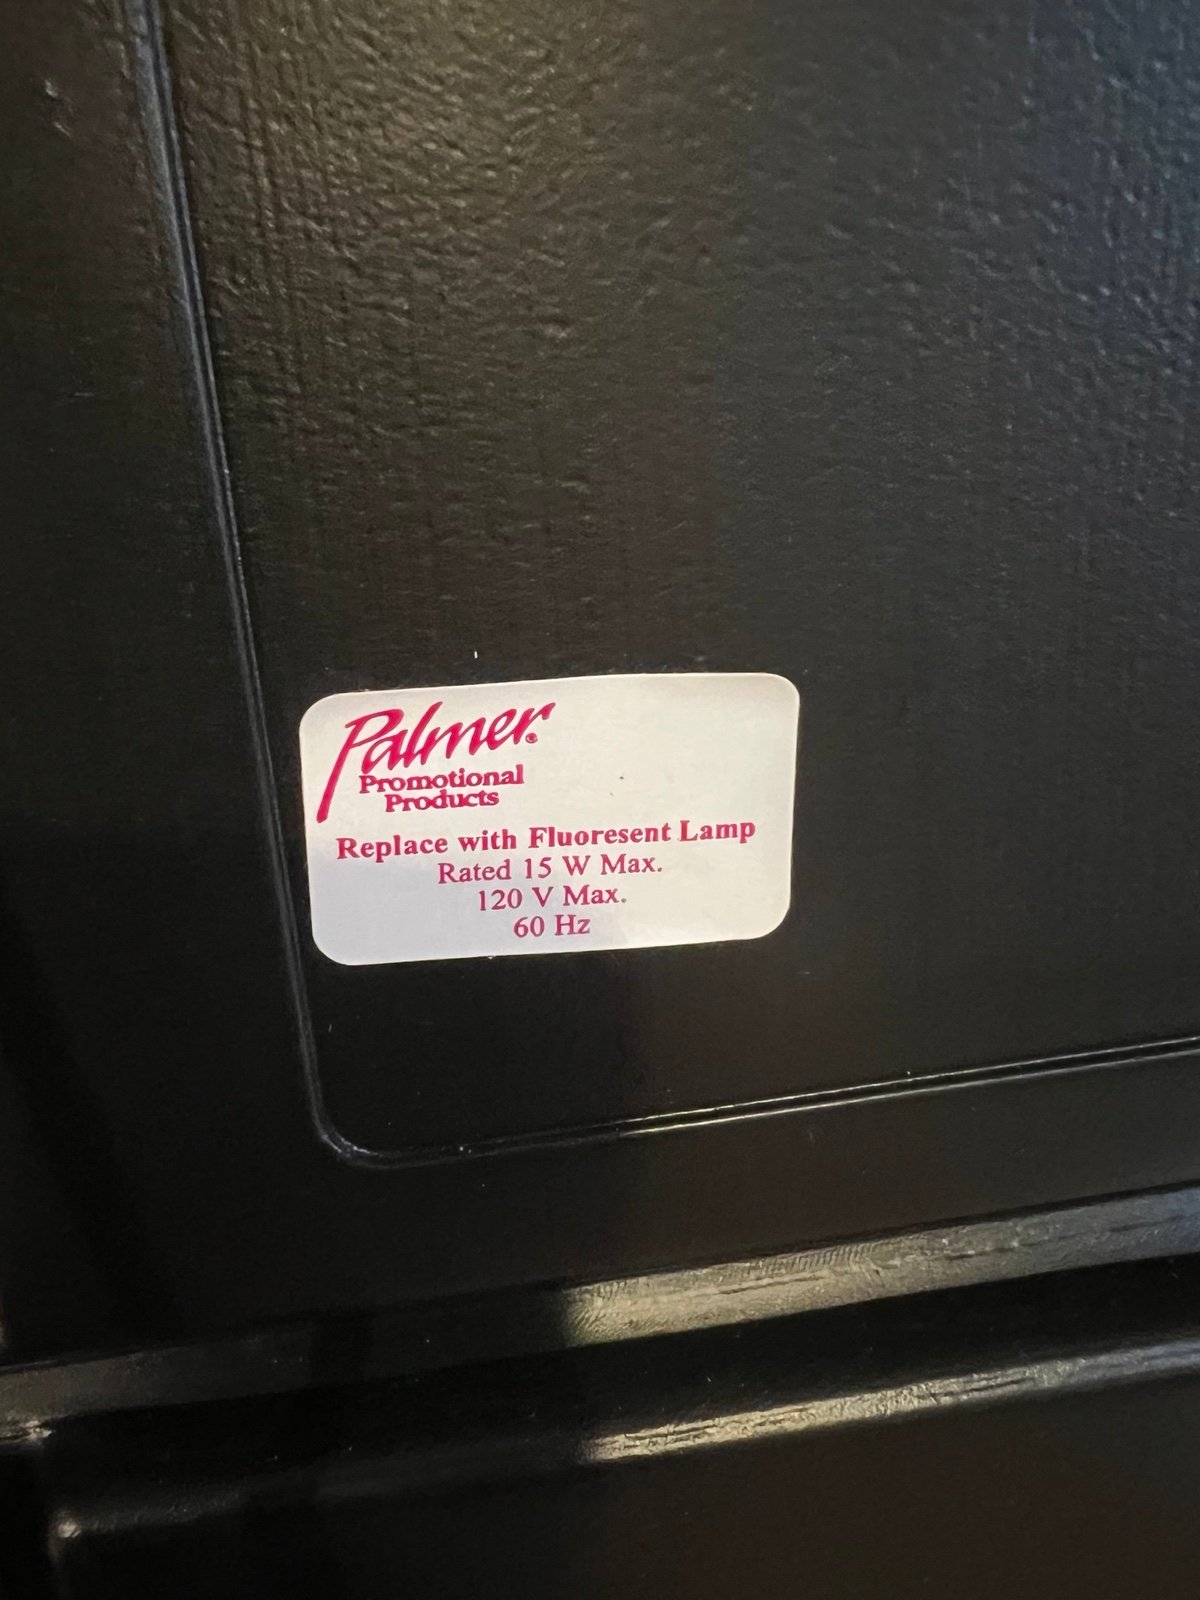 Palmer®
Promotional
Products
Replace with Fluoresent Lamp
Rated 15 W Max.
120 V Max.
60 Hz